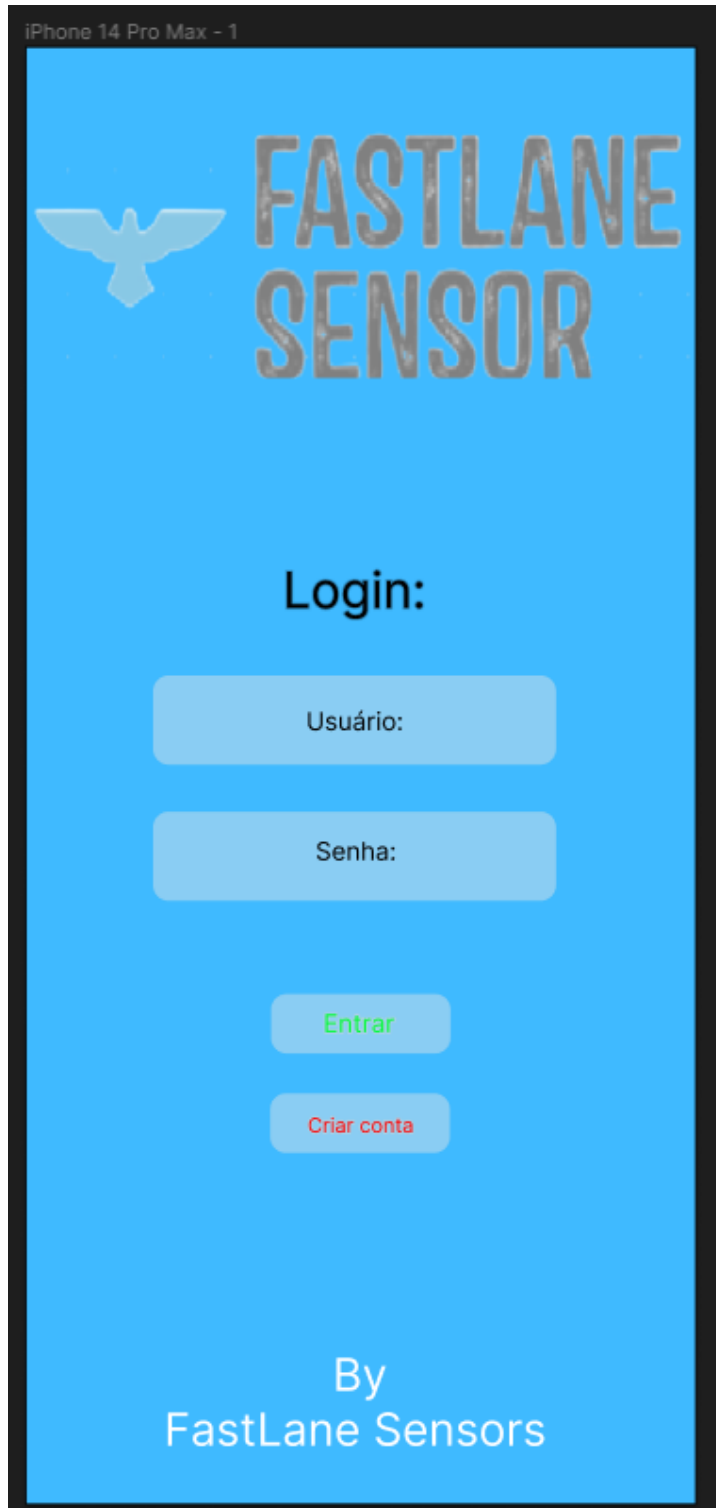 iPhone 14 Pro Max - 1
FASTLANE
SENSOR
Login:
Usuário:
Senha:
Entrar
Criar conta
By
FastLane Sensors